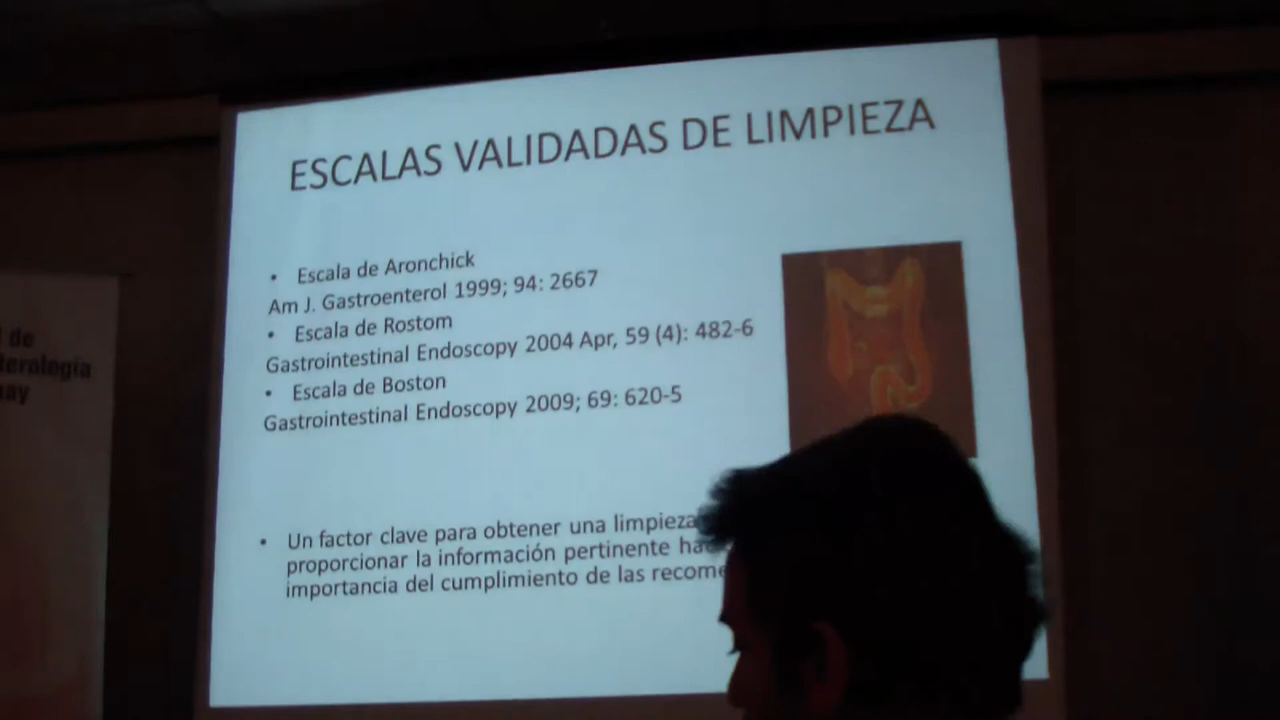 ESCALAS VALIDADAS DE LIMPIEZA
• Escala de Aronchick
Am J. Gastroenterol 1999; 94: 2667
• Escala de Rostom
Gastrointestinal Endoscopy 2004 Apr, 59 (4): 482-6
• Escala de Boston
Gastrointestinal Endoscopy 2009; 69: 620-5
• Un factor clave para obtener una limpieza
proporcionar la información pertinente
importancia del cumplimiento de las
de